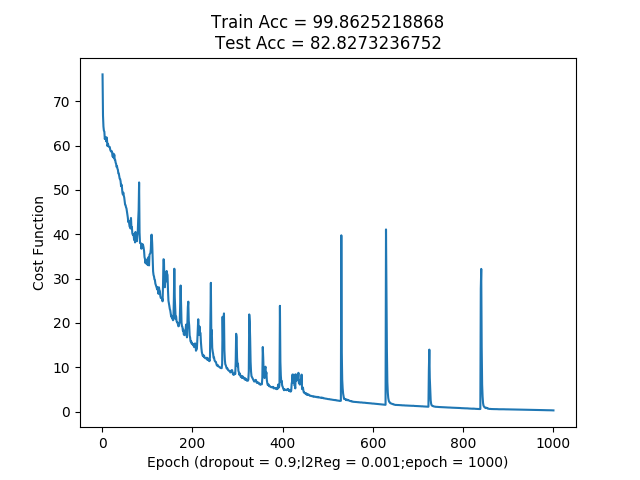 Train Acc = 99.8625218868
Test Acc = 82.8273236752
Cost Function
70
60
50
40
30
20
10
0
0 200 400 600 800 1000
Epoch (dropout = 0.9;l2Reg = 0.001;epoch = 1000)